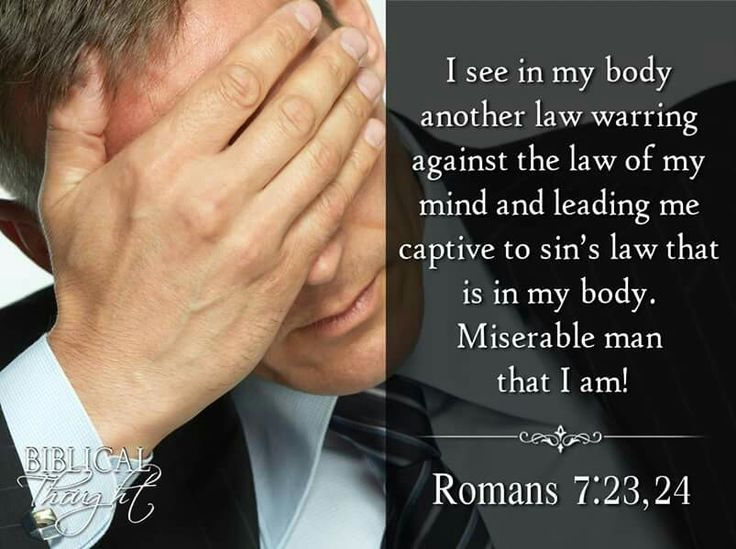 I see in my body
another law warring
against the law of my
mind and leading me
captive to sin's law that
is in my body.
Miserable man
that I am!
Romans 7:23,24
BIBLICAL
Thought